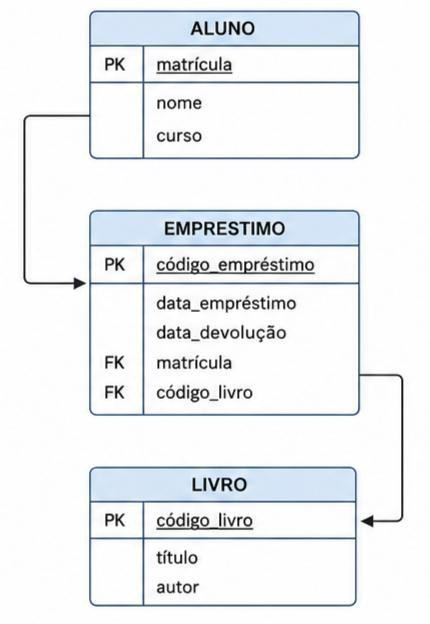 ALUNO
PK matrícula
nome
curso
EMPRESTIMO
PK código_empréstimo
data_empréstimo
data_devolução
FK matrícula
FK código_livro
LIVRO
PK código_livro
título
autor